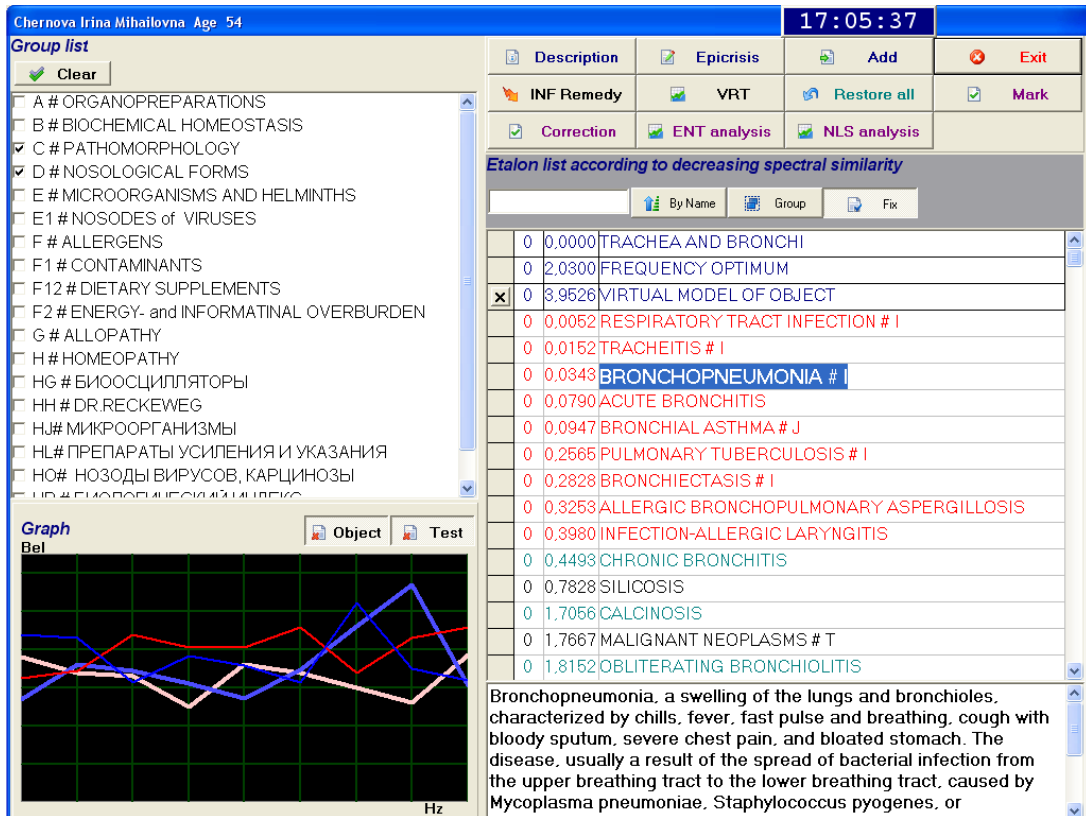 Chernova Irina Mihailovna Age 54
17:05:37
Group list
Clear
A # ORGANOPREPARATIONS
B # BIOCHEMICAL HOMEOSTASIS
C # PATHOMORPHOLOGY
D # NOSOLOGICAL FORMS
E # MICROORGANISMS AND HELMINTHS
E1 # NOSODES of VIRUSES
F # ALLERGENS
F1 # CONTAMINANTS
F12 # DIETARY SUPPLEMENTS
F2 # ENERGY- and INFORMATINAL OVERBURDEN
G # ALLOPATHY
H # HOMEOPATHY
HG # БИООСЦИЛЛЯТОРЫ
HH # DR.RECKEWEG
HJ# МИКРООРГАНИЗМЫ
HL# ПРЕПАРАТЫ УСИЛЕНИЯ И УКАЗАНИЯ
HO# НОЗОДЫ ВИРУСОВ, КАРЦИНОЗЫ
Graph
Object Test
Bel
Hz
Description Epicrisis Add Exit
INF Remedy VRT Restore all Mark
Correction ENT analysis NLS analysis
Etalon list according to decreasing spectral similarity
By Name Group Fix
0 0,0000 TRACHEA AND BRONCHI
0 2,0300 FREQUENCY OPTIMUM
0 3,9526 VIRTUAL MODEL OF OBJECT
0 0,0052 RESPIRATORY TRACT INFECTION # I
0 0,0152 TRACHEITIS # I
0 0,0343 BRONCHOPNEUMONIA # I
0 0,0790 ACUTE BRONCHITIS
0 0,0947 BRONCHIAL ASTHMA # J
0 0,2565 PULMONARY TUBERCULOSIS # I
0 0,2828 BRONCHIECTASIS # I
0 0,3253 ALLERGIC BRONCHOPULMONARY ASPERGILLOSIS
0 0,3980 INFECTION-ALLERGIC LARYNGITIS
0 0,4493 CHRONIC BRONCHITIS
0 0,7828 SILICOSIS
0 1,7056 CALCINOSIS
0 1,7667 MALIGNANT NEOPLASMS # T
0 1,8152 OBLITERATING BRONCHIOLITIS
Bronchopneumonia, a swelling of the lungs and bronchioles,
characterized by chills, fever, fast pulse and breathing, cough with
bloody sputum, severe chest pain, and bloated stomach. The
disease, usually a result of the spread of bacterial infection from
the upper breathing tract to the lower breathing tract, caused by
Mycoplasma pneumoniae, Staphylococcus pyogenes, or